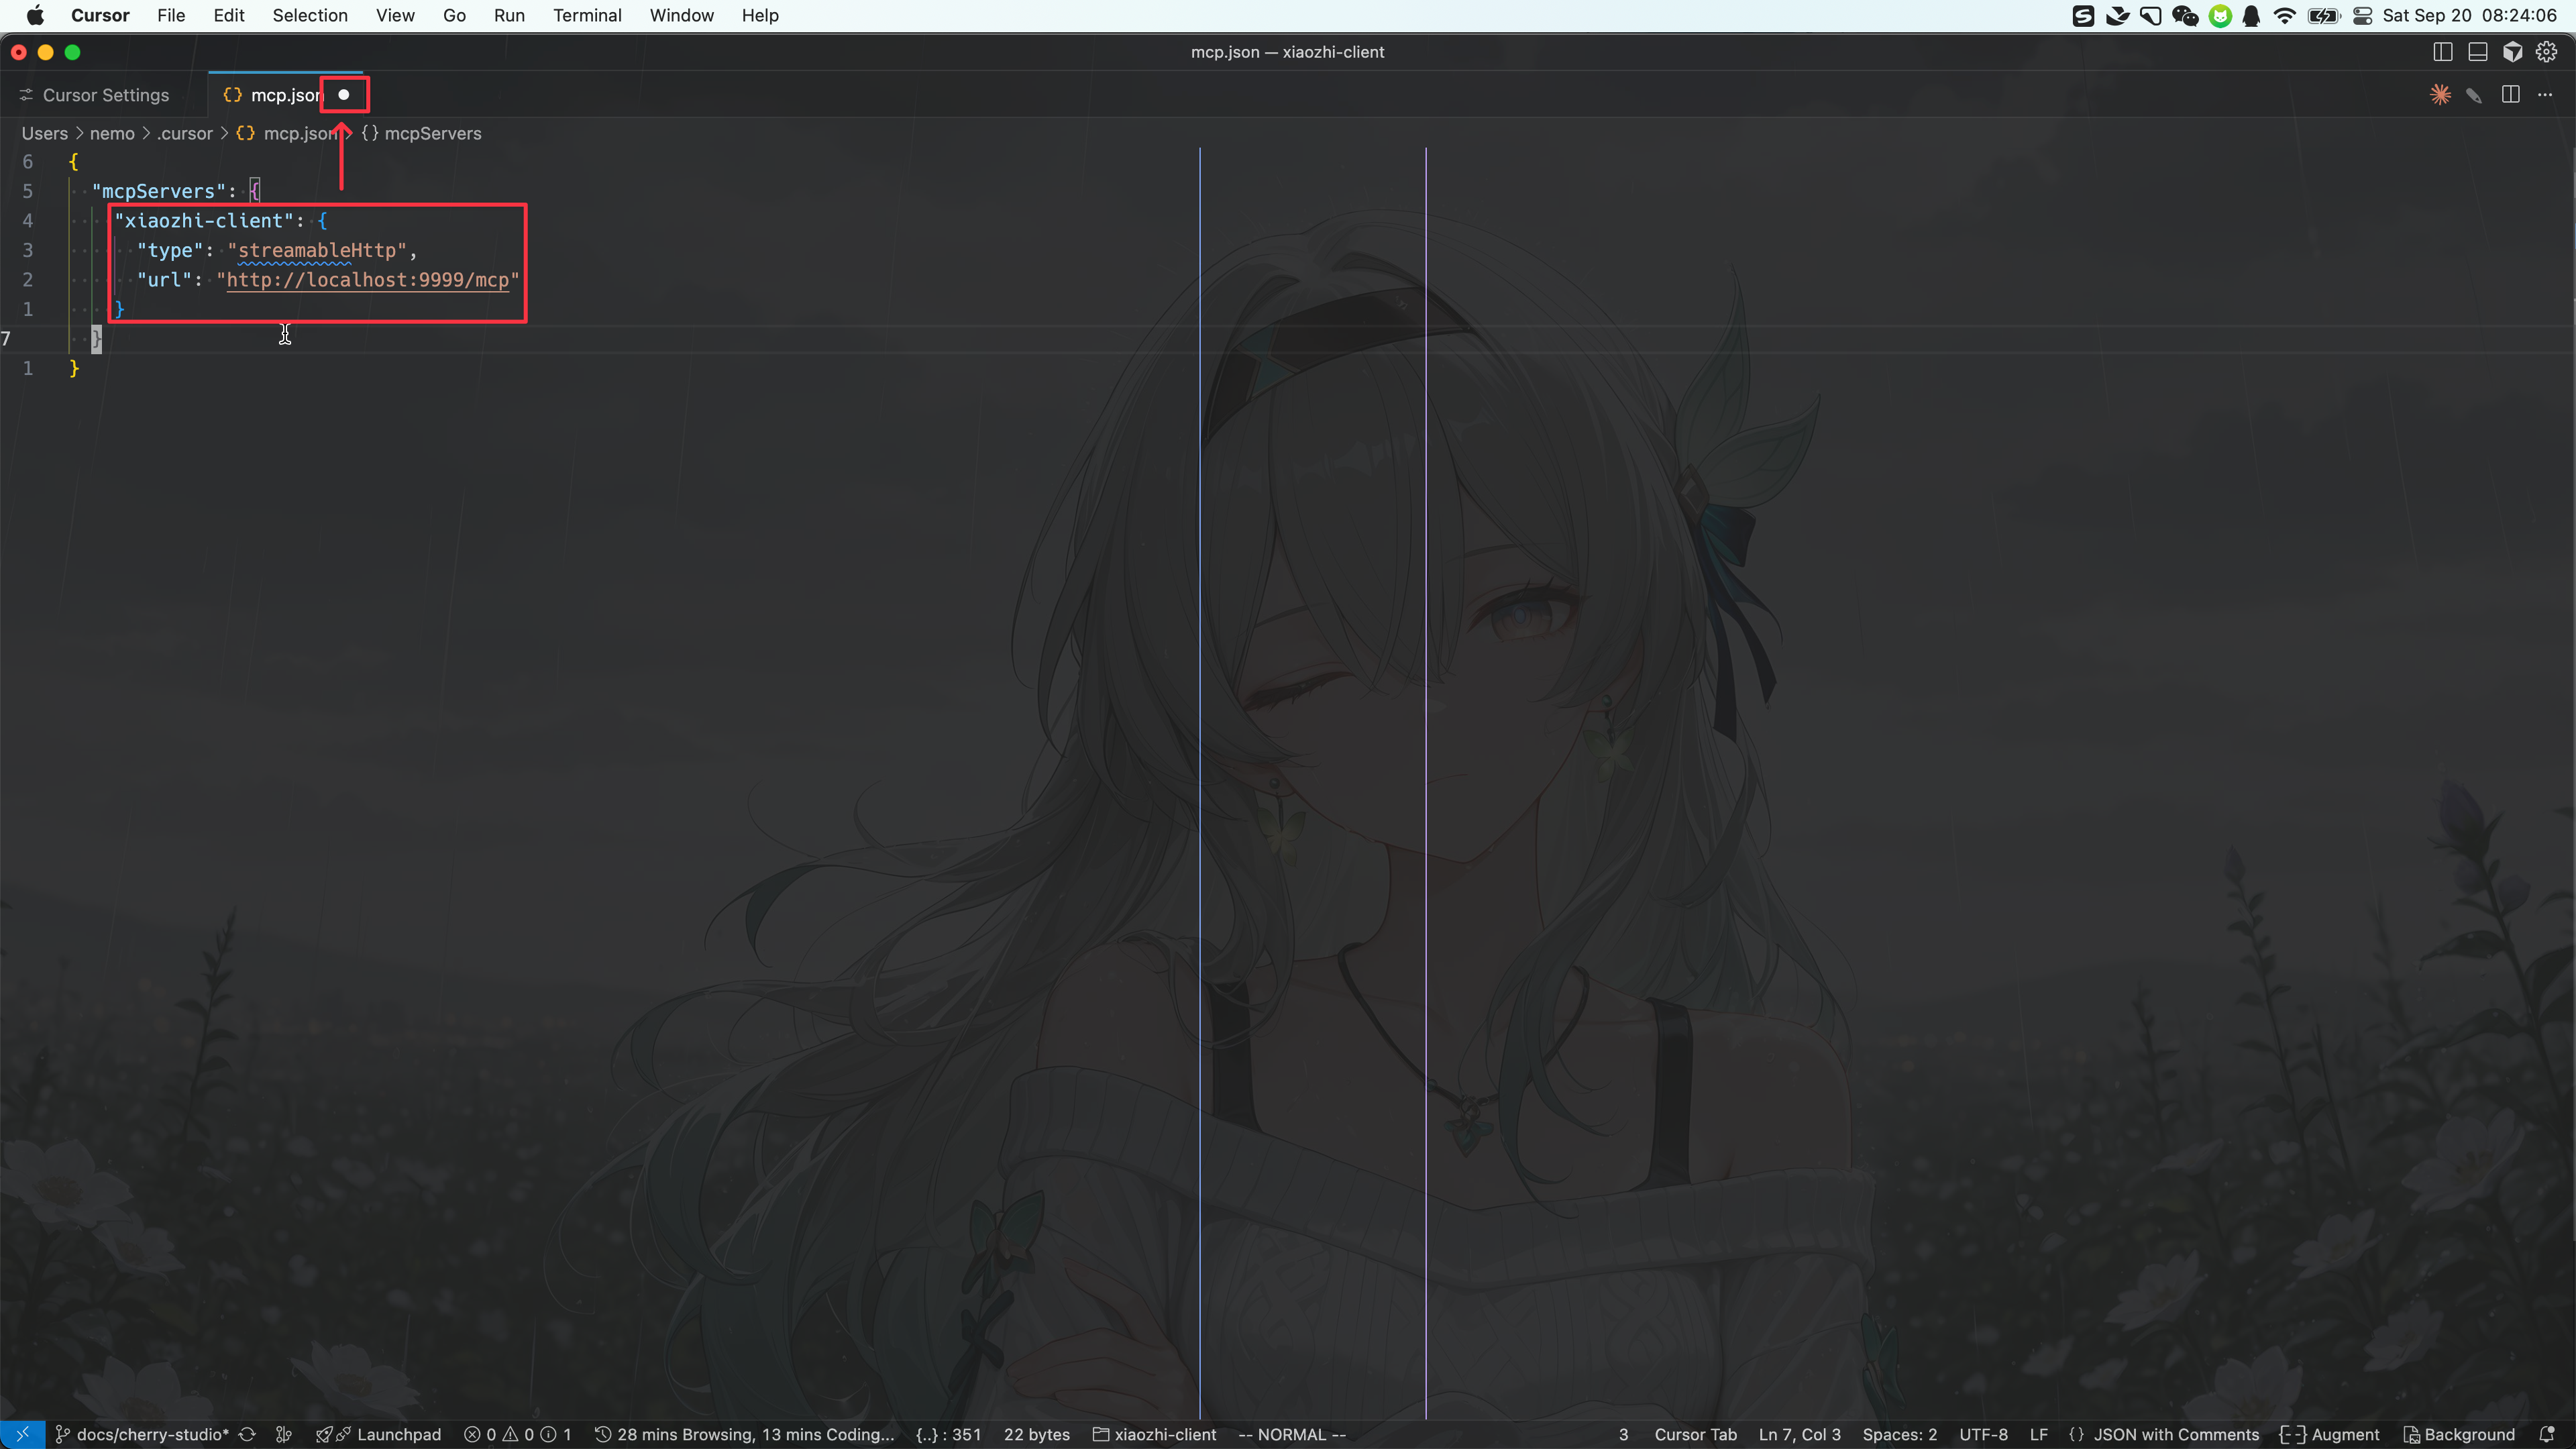 Cursor File Edit Selection View Go Run Terminal Window Help Sat Sep 20 08:24:06
mcp.json — xiaozhi-client
Cursor Settings {} mcp.json
Users > nemo > .cursor > {} mcp.json > {} mcpServers
6 {
5 "mcpServers": {
4 "xiaozhi-client": {
3 "type": "streamableHttp",
2 "url": "http://localhost:9999/mcp"
1 }
7 }
1 }
docs/cherry-studio* Launchpad 0 0 1 28 mins Browsing, 13 mins Coding... {..} : 351 22 bytes xiaozhi-client -- NORMAL -- 3 Cursor Tab Ln 7, Col 3 Spaces: 2 UTF-8 LF {} JSON with Comments Augment Background